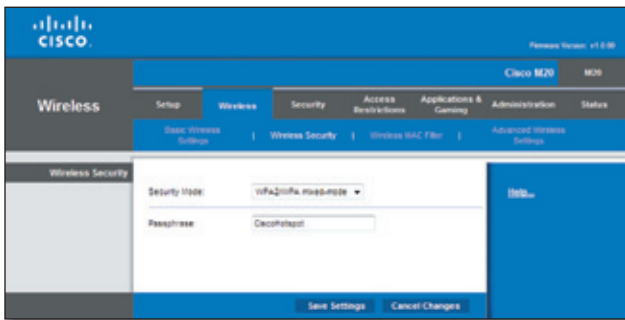 CISCO
Firmware Version: v1.0.00
Cisco M20 M20
Wireless
Setup Wireless Security Access Restrictions Applications & Gaming Administration Status
Basic Wireless Settings | Wireless Security | Wireless MAC Filter | Advanced Wireless Settings
Wireless Security
Security Mode: WPA2/WPA mixed-mode
Help...
Passphrase: CiscoHotspot
Save Settings Cancel Changes